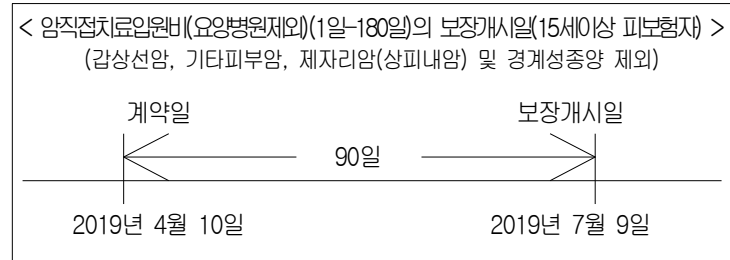 < 암직접치료입원비(요양병원제외)(1일-180일)의 보장개시일(15세이상 피보험자) >
(갑상선암, 기타피부암, 제자리암(상피내암) 및 경계성종양 제외)
계약일 보장개시일
90일
2019년 4월 10일 2019년 7월 9일